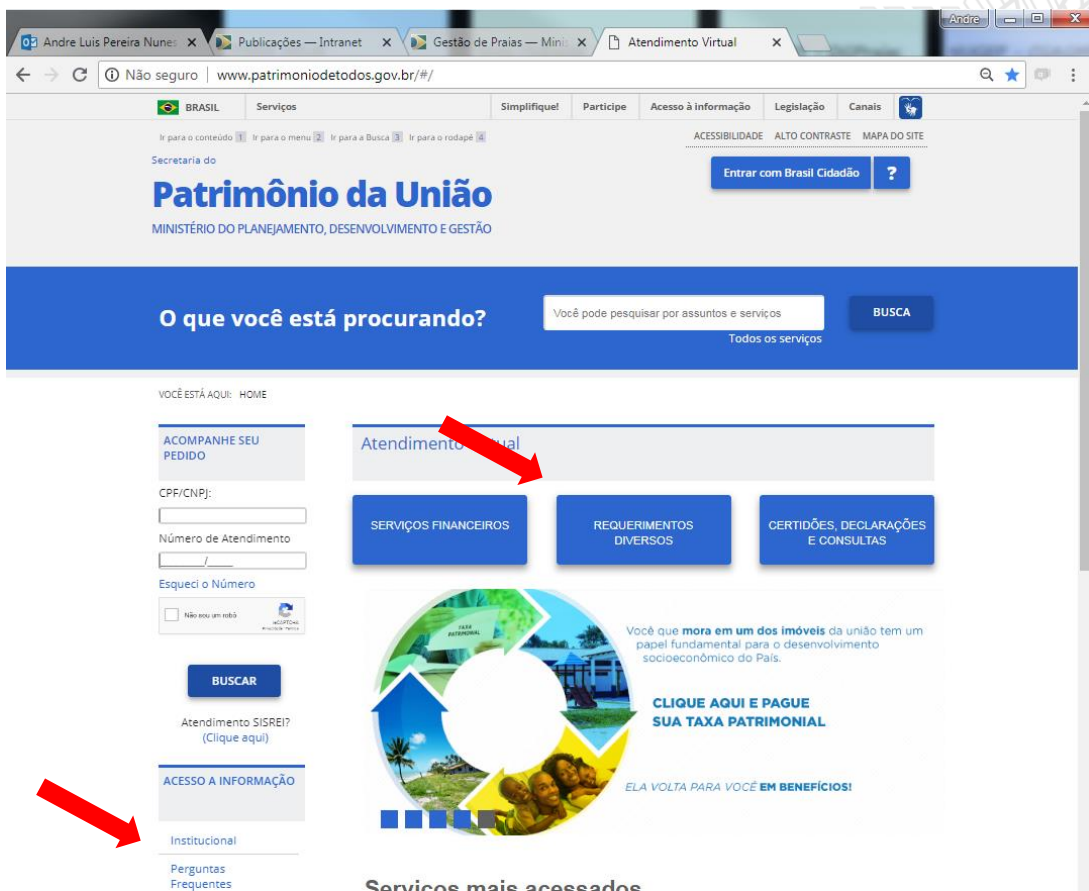 Andre
Andre Luis Pereira Nunes
Publicações — Intranet
Gestão de Praias — Minis
Atendimento Virtual
Não seguro | www.patrimoniodetodos.gov.br/#/
BRASIL Serviços Simplifique! Participe Acesso à informação Legislação Canais
Ir para o conteúdo 1 Ir para o menu 2 Ir para a Busca 3 Ir para o rodapé 4
ACESSIBILIDADE ALTO CONTRASTE MAPA DO SITE
Secretaria do
Patrimônio da União
MINISTÉRIO DO PLANEJAMENTO, DESENVOLVIMENTO E GESTÃO
Entrar com Brasil Cidadão ?
O que você está procurando?
Você pode pesquisar por assuntos e serviços
BUSCA
Todos os serviços
VOCÊ ESTÁ AQUI: HOME
ACOMPANHE SEU
PEDIDO
CPF/CNPJ:
Número de Atendimento
/
Esqueci o Número
Não sou um robô
reCAPTCHA
BUSCAR
Atendimento SISREI?
(Clique aqui)
ACESSO A INFORMAÇÃO
Institucional
Perguntas
Frequentes
Atendimento Virtual
SERVIÇOS FINANCEIROS
REQUERIMENTOS
DIVERSOS
CERTIDÕES, DECLARAÇÕES
E CONSULTAS
TAXA
PATRIMONIAL
Você que mora em um dos imóveis da união tem um
papel fundamental para o desenvolvimento
socioeconômico do País.
CLIQUE AQUI E PAGUE
SUA TAXA PATRIMONIAL
ELA VOLTA PARA VOCÊ EM BENEFÍCIOS!
Serviços mais acessados